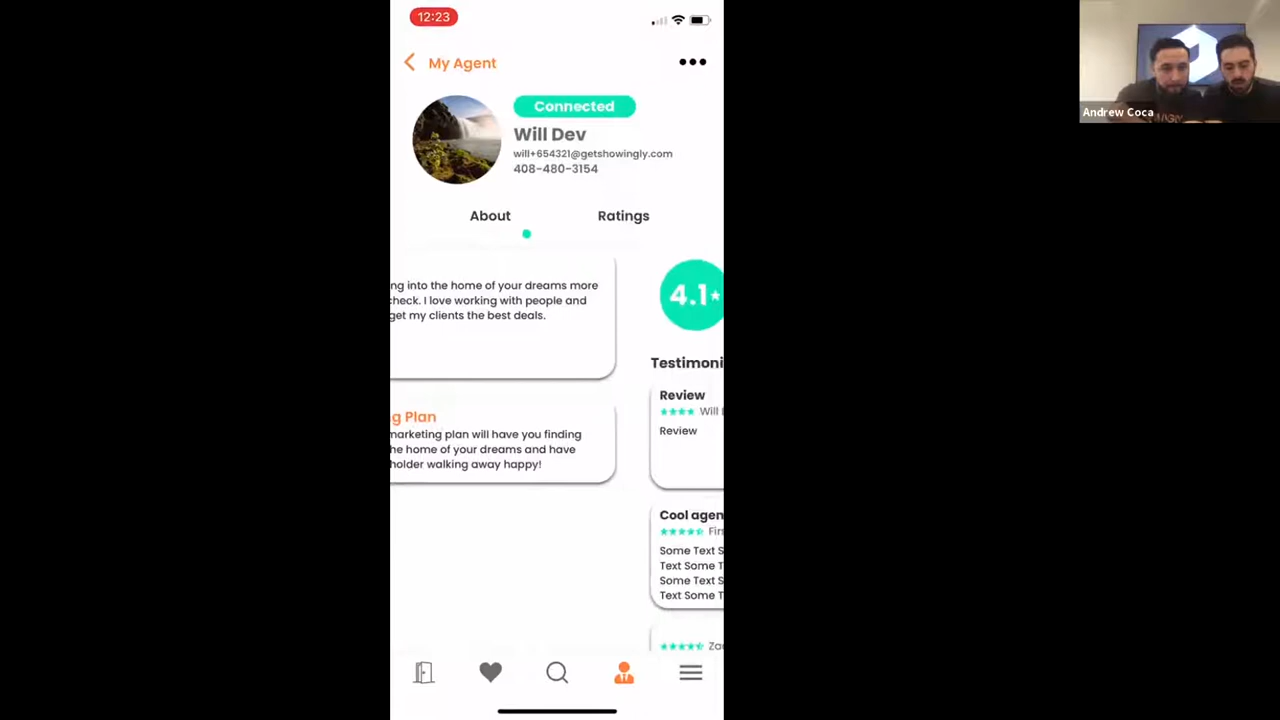 12:23
My Agent
Connected
Will Dev
will+654321@getshowingly.com
408-480-3154
About
Ratings
ng into the home of your dreams more
check. I love working with people and
get my clients the best deals.
g Plan
marketing plan will have you finding
he home of your dreams and have
holder walking away happy!
4.1
Testimoni
Review
Will
Review
Cool agen
Fir
Some Text S
Text Some T
Some Text S
Text Some T
Za
Andrew Coca